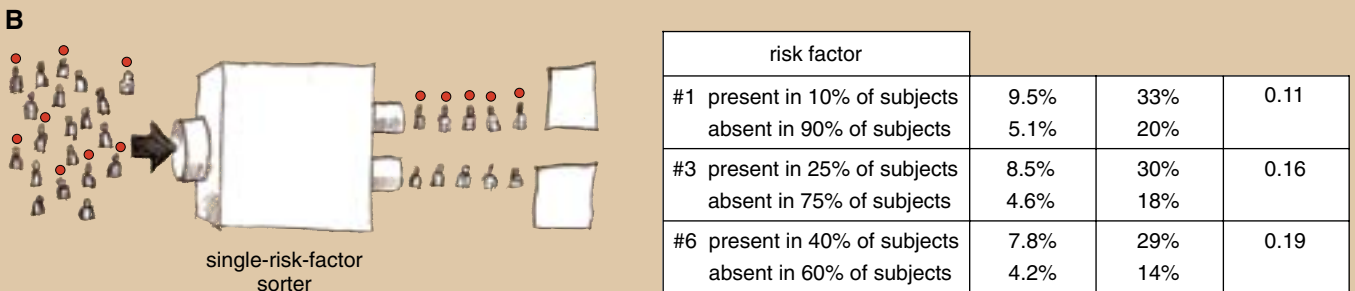 B
single-risk-factor
sorter
risk factor
#1 present in 10% of subjects 9.5% 33% 0.11
absent in 90% of subjects 5.1% 20%
#3 present in 25% of subjects 8.5% 30% 0.16
absent in 75% of subjects 4.6% 18%
#6 present in 40% of subjects 7.8% 29% 0.19
absent in 60% of subjects 4.2% 14%